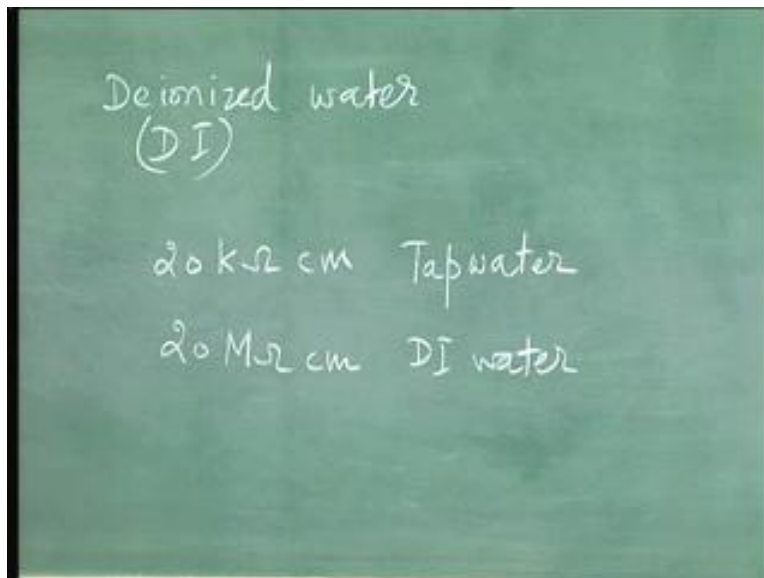 Deionized water
(DI)
20 KΩ cm Tapwater
20 MΩ cm DI water